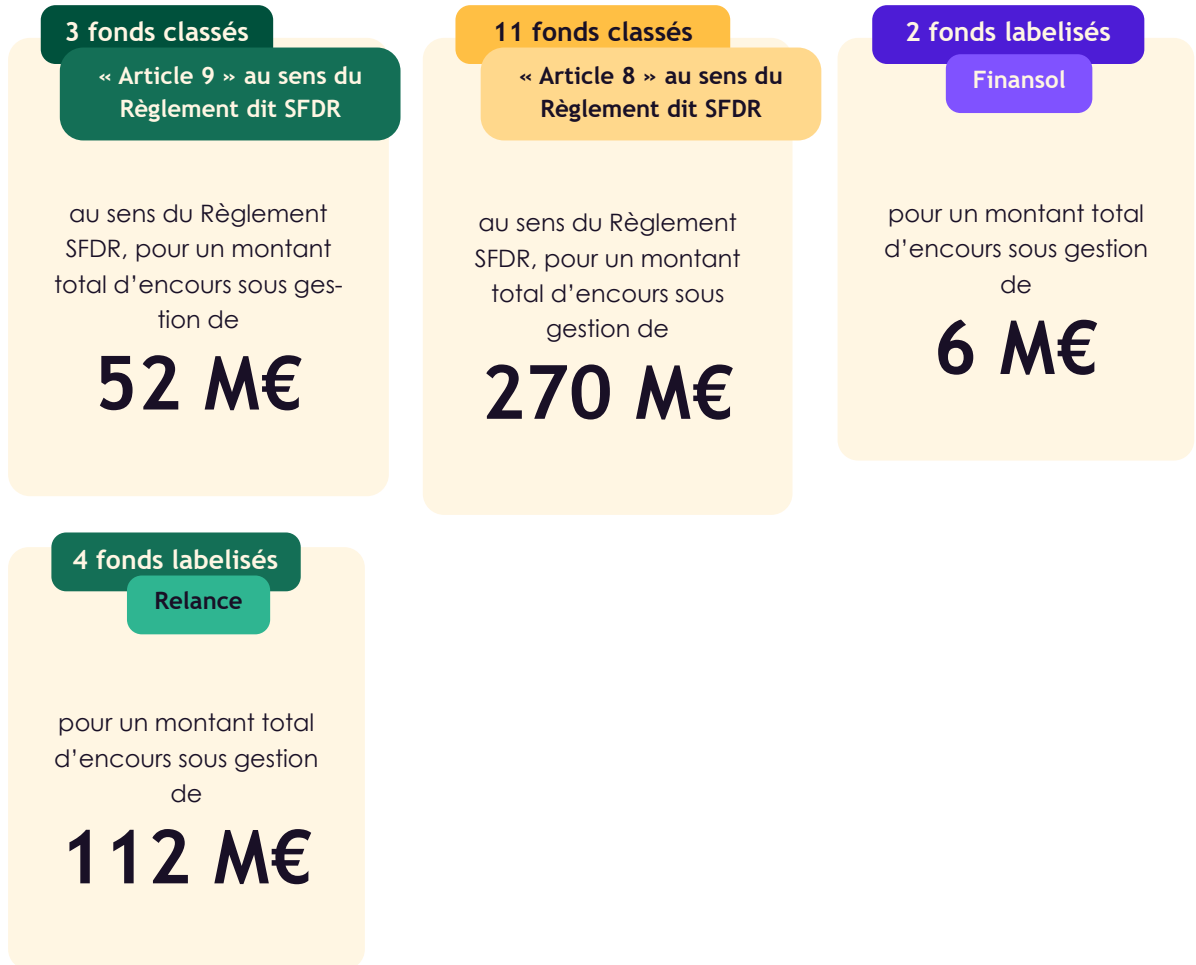 3 fonds classés
« Article 9 » au sens du
Règlement dit SFDR
au sens du Règlement
SFDR, pour un montant
total d’encours sous ges-
tion de
52 M€
11 fonds classés
« Article 8 » au sens du
Règlement dit SFDR
au sens du Règlement
SFDR, pour un montant
total d’encours sous
gestion de
270 M€
2 fonds labelisés
Finansol
pour un montant total
d’encours sous gestion
de
6 M€
4 fonds labelisés
Relance
pour un montant total
d’encours sous gestion
de
112 M€